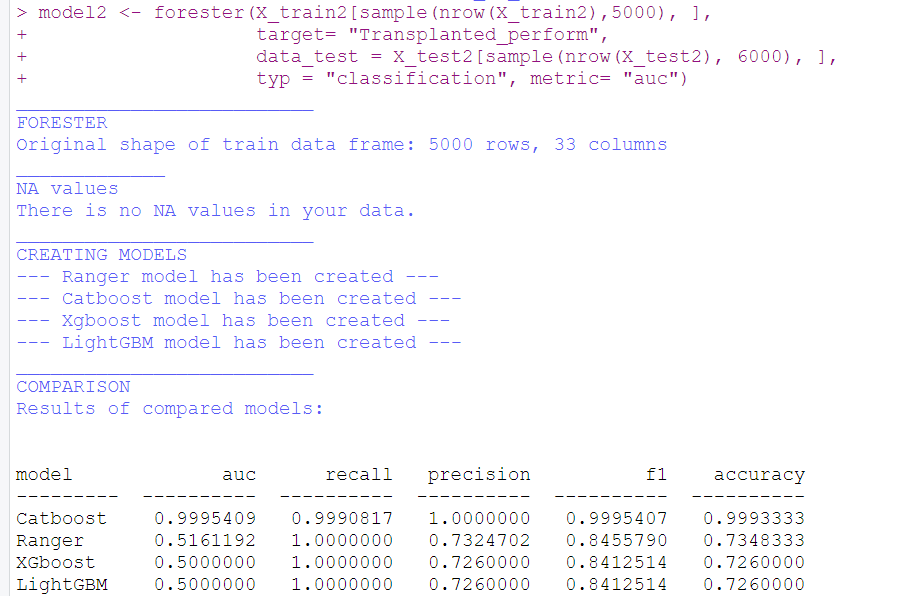 > model2 <- forester(X_train2[sample(nrow(X_train2),5000), ],
+                     target= "Transplanted_perform",
+                     data_test = X_test2[sample(nrow(X_test2), 6000), ],
+                     typ = "classification", metric= "auc")
__________________________
FORESTER
Original shape of train data frame: 5000 rows, 33 columns
_____________
NA values
There is no NA values in your data.
__________________________
CREATING MODELS
--- Ranger model has been created ---
--- Catboost model has been created ---
--- Xgboost model has been created ---
--- LightGBM model has been created ---
__________________________
COMPARISON
Results of compared models:
model             auc      recall   precision          f1    accuracy
---------  ----------  ----------  ----------  ----------  ----------
Catboost    0.9995409   0.9990817   1.0000000   0.9995407   0.9993333
Ranger      0.5161192   1.0000000   0.7324702   0.8455790   0.7348333
XGboost     0.5000000   1.0000000   0.7260000   0.8412514   0.7260000
LightGBM    0.5000000   1.0000000   0.7260000   0.8412514   0.7260000